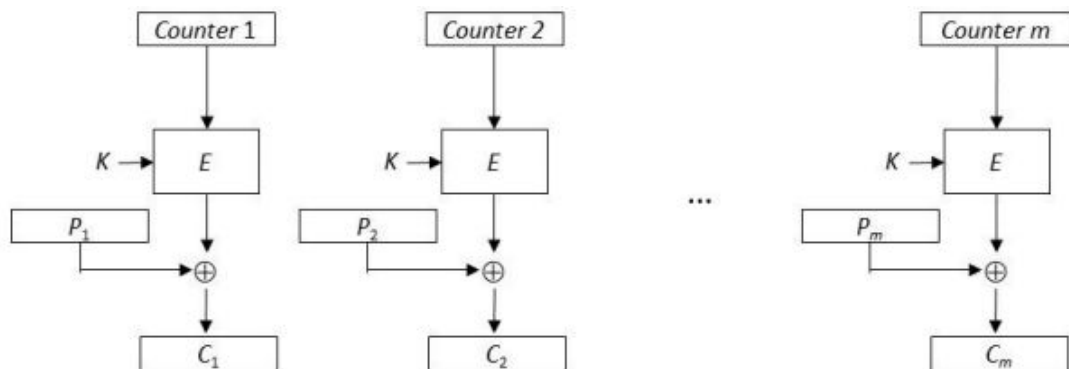 Counter 1 Counter 2 Counter m
K E K E K E
...
P₁ P₂ Pₘ
C₁ C₂ Cₘ